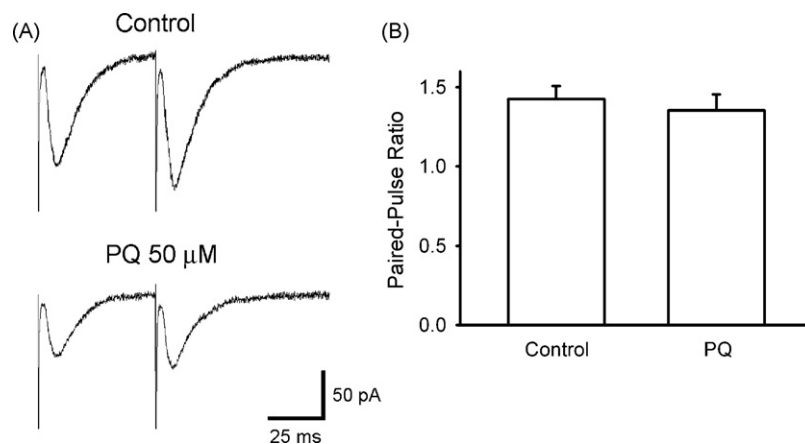 (A)
Control
PQ 50 μM
50 pA
25 ms
(B)
Paired-Pulse Ratio
1.5
1.0
0.5
0.0
Control
PQ